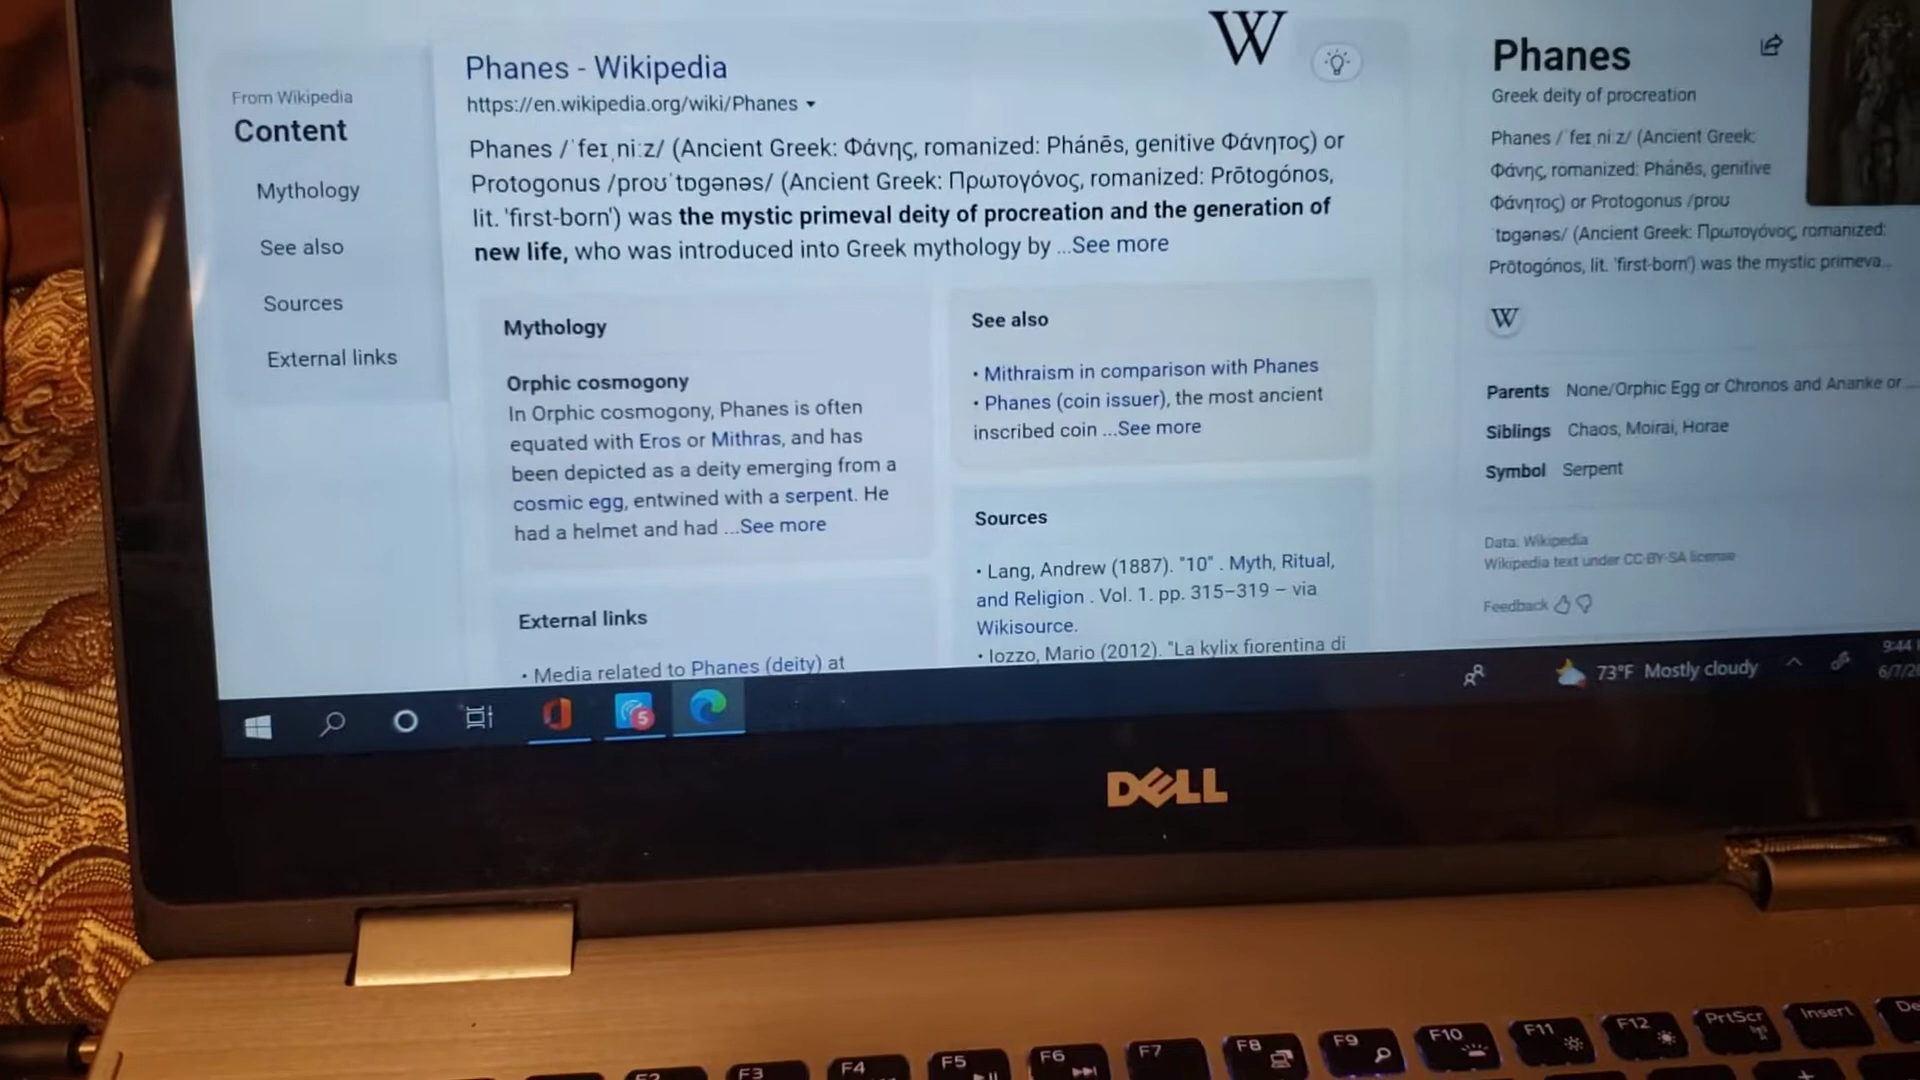 From Wikipedia
Content
Mythology
See also
Sources
External links
Phanes - Wikipedia
W
https://en.wikipedia.org/wiki/Phanes
Phanes /ˈfeɪˌniːz/ (Ancient Greek: Φάνης, romanized: Phánēs, genitive Φάνητος) or
Protogonus /proʊˈtɒɡənəs/ (Ancient Greek: Πρωτογόνος, romanized: Prōtogónos,
lit. 'first-born') was the mystic primeval deity of procreation and the generation of
new life, who was introduced into Greek mythology by ...See more
Mythology
Orphic cosmogony
In Orphic cosmogony, Phanes is often
equated with Eros or Mithras, and has
been depicted as a deity emerging from a
cosmic egg, entwined with a serpent. He
had a helmet and had ...See more
External links
• Media related to Phanes (deity) at
See also
• Mithraism in comparison with Phanes
• Phanes (coin issuer), the most ancient
inscribed coin ...See more
Sources
• Lang, Andrew (1887). "10" . Myth, Ritual,
and Religion . Vol. 1. pp. 315–319 – via
Wikisource.
• Iozzo, Mario (2012). "La kylix fiorentina di
Phanes
Greek deity of procreation
Phanes /ˈfeɪˌniːz/ (Ancient Greek:
Φάνης, romanized: Phánēs, genitive
Φάνητος) or Protogonus /proʊ
ˈtɒɡənəs/ (Ancient Greek: Πρωτογόνος, romanized:
Prōtogónos, lit. 'first-born') was the mystic primeva...
W
Parents None/Orphic Egg or Chronos and Ananke or ...
Siblings Chaos, Moirai, Horae
Symbol Serpent
Data: Wikipedia
Wikipedia text under CC-BY-SA license
Feedback
5
73°F Mostly cloudy
9:44
6/7/20
DELL
F2 F3 F4 F5 F6 F7 F8 F9 F10 F11 F12 PrtScr Insert De